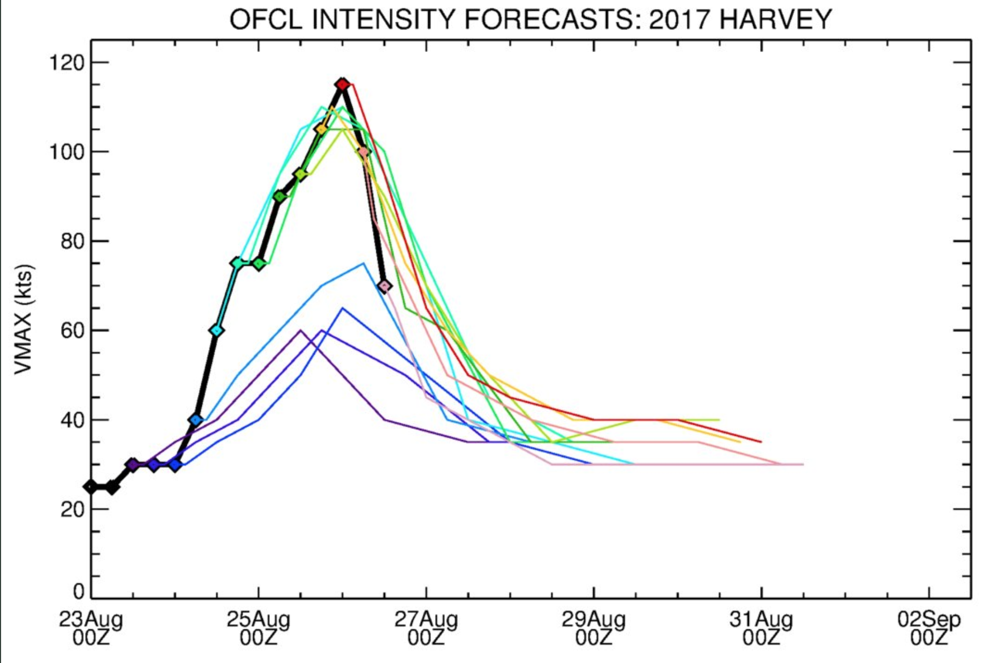 OFCL INTENSITY FORECASTS: 2017 HARVEY
VMAX (kts)
120
100
80
60
40
20
0
23Aug 25Aug 27Aug 29Aug 31Aug 02Sep
00Z 00Z 00Z 00Z 00Z 00Z